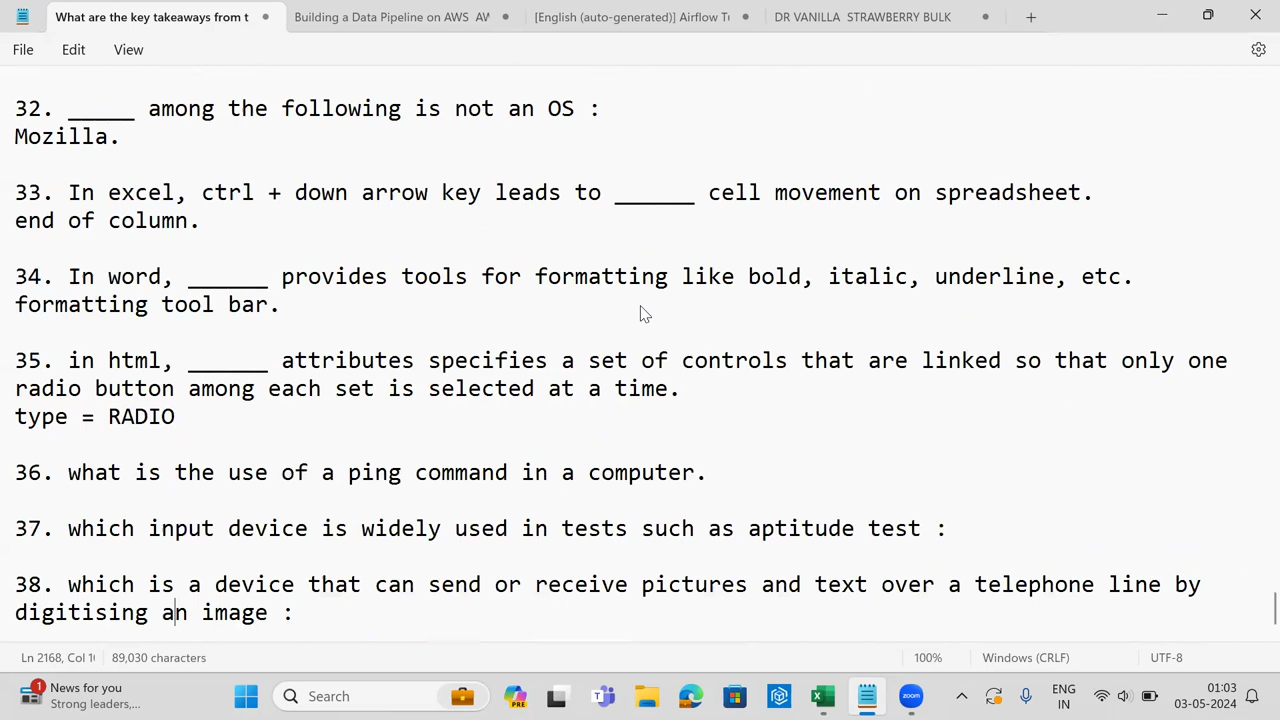 What are the key takeaways from t
Building a Data Pipeline on AWS AW
[English (auto-generated)] Airflow Tu
DR VANILLA STRAWBERRY BULK
File Edit View
32. _____ among the following is not an OS :
Mozilla.
33. In excel, ctrl + down arrow key leads to ______ cell movement on spreadsheet.
end of column.
34. In word, ______ provides tools for formatting like bold, italic, underline, etc.
formatting tool bar.
35. in html, ______ attributes specifies a set of controls that are linked so that only one
radio button among each set is selected at a time.
type = RADIO
36. what is the use of a ping command in a computer.
37. which input device is widely used in tests such as aptitude test :
38. which is a device that can send or receive pictures and text over a telephone line by
digitising an image :
Ln 2168, Col 1 89,030 characters 100% Windows (CRLF) UTF-8
1
News for you
Strong leaders,...
Search
PRE
zoom
ENG
IN
01:03
03-05-2024